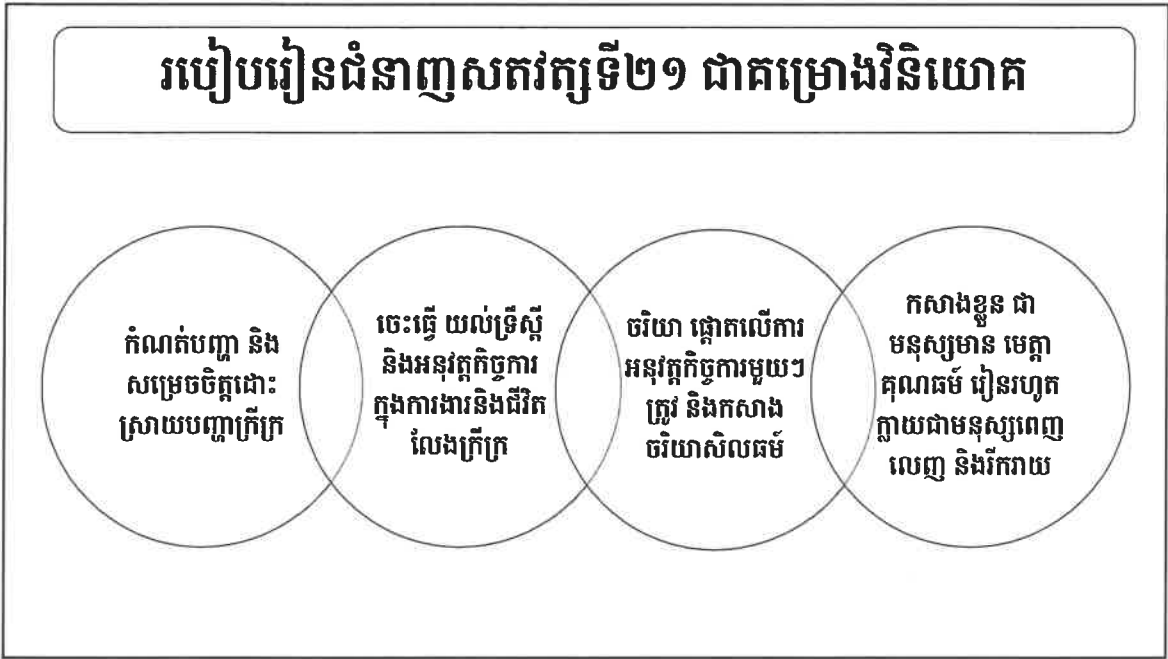 របៀបរៀនជំនាញសតវត្សទី២១ ជាគម្រោងវិនិយោគ
កំណត់បញ្ហា និង
សម្រេចចិត្តដោះ
ស្រាយបញ្ហាក្រីក្រ
ចេះធ្វើ យល់ទ្រឹស្តី
និងអនុវត្តកិច្ចការ
ក្នុងការងារនិងជីវិត
លែងក្រីក្រ
ចរិយា ផ្តោតលើការ
អនុវត្តកិច្ចការមួយៗ
ត្រូវ និងកសាង
ចរិយាសិលធម៍
កសាងខ្លួន ជា
មនុស្សមាន មេត្តា
គុណធម៍ រៀនរហូត
ក្លាយជាមនុស្សពេញ
លេញ និងរីករាយ